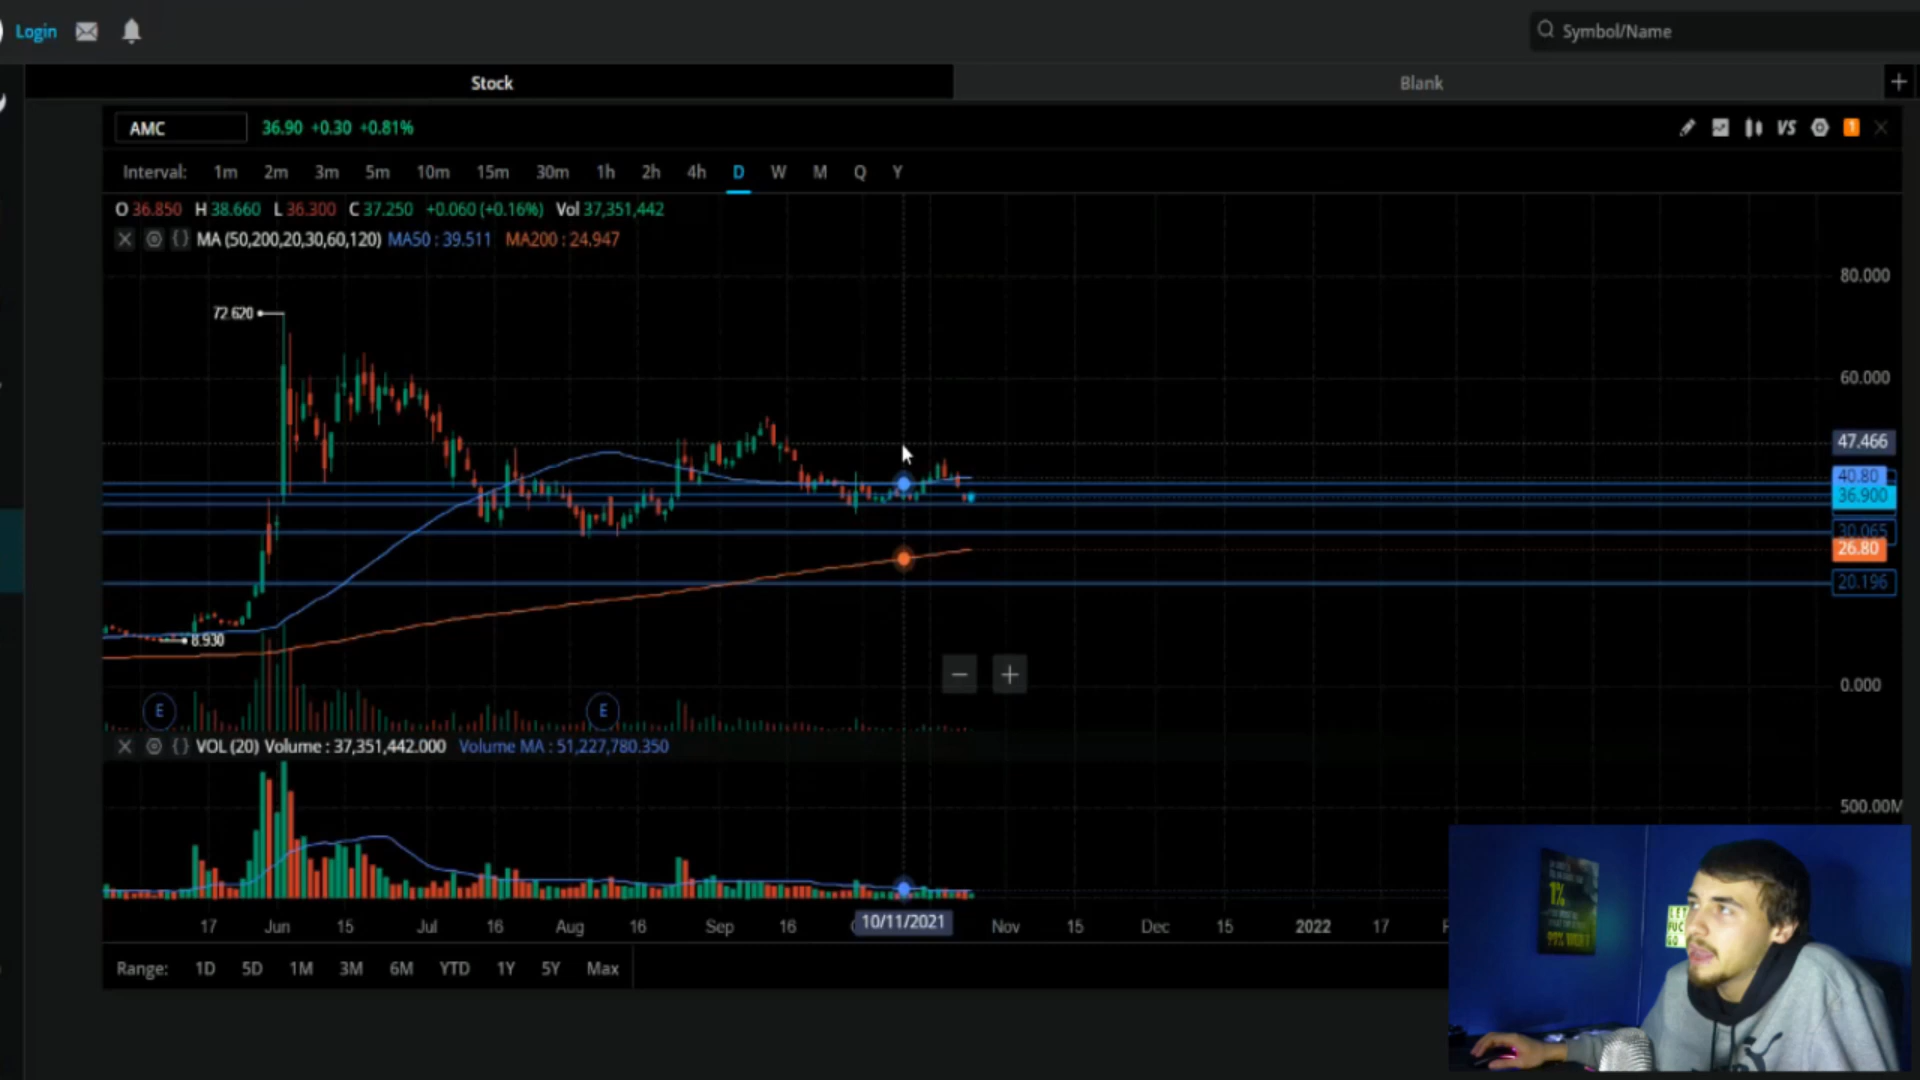 Login
Symbol/Name
Stock
Blank
+
AMC
36.90 +0.30 +0.81%
VS
1
Interval: 1m 2m 3m 5m 10m 15m 30m 1h 2h 4h D W M Q Y
O 36.850 H 38.660 L 36.300 C 37.250 +0.060 (+0.16%) Vol 37,351,442
MA (50,200,20,30,60,120) MA50 : 39.511 MA200 : 24.947
80.000
72.620
60.000
47.466
40.80
36.900
30.065
26.80
20.196
8.930
0.000
E
E
VOL (20) Volume : 37,351,442.000 Volume MA : 51,227,780.350
500.00M
17 Jun 15 Jul 16 Aug 16 Sep 16 10/11/2021 Nov 15 Dec 15 2022 17
Range: 1D 5D 1M 3M 6M YTD 1Y 5Y Max
1%